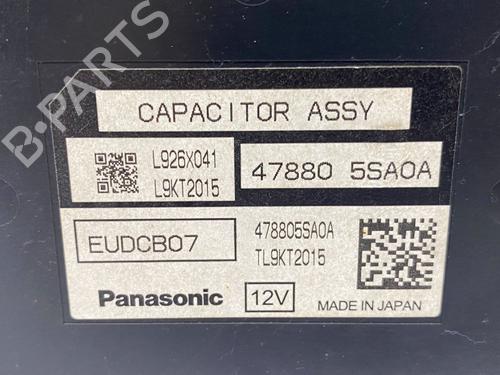 B-PARTS
CAPACITOR ASSY
L926X041
L9KT2015
47880 5SA0A
EUDCB07
478805SA0A
TL9KT2015
Panasonic
12V
MADE IN JAPAN